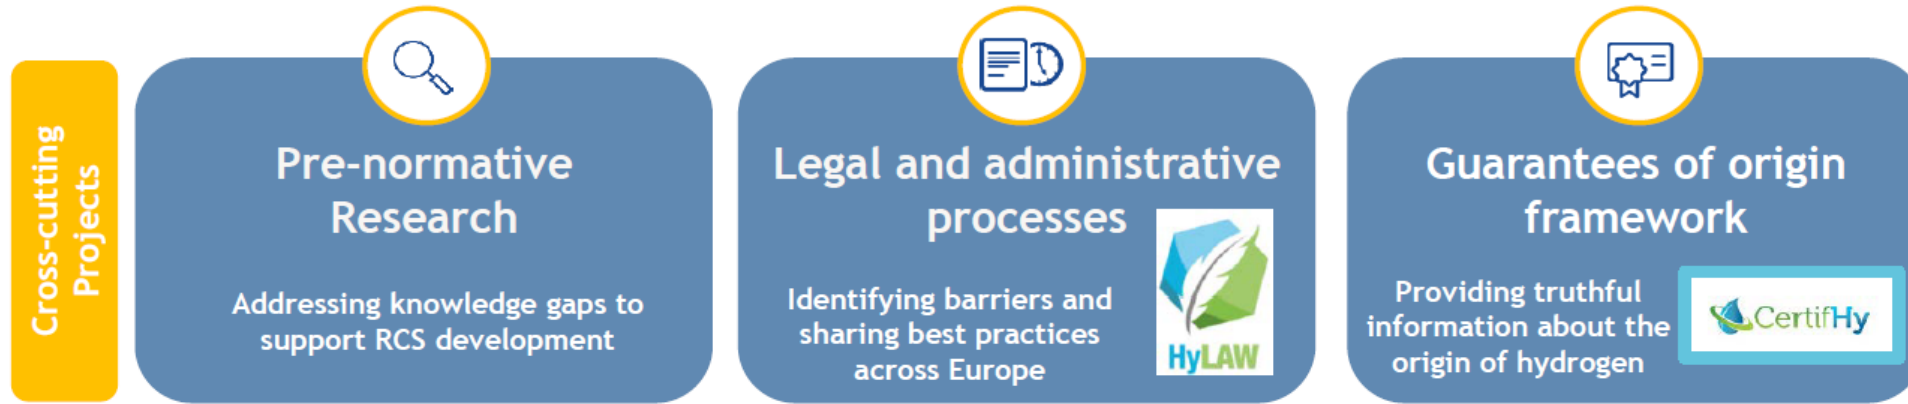 Cross-cutting
Projects
Pre-normative
Research
Addressing knowledge gaps to
support RCS development
Legal and administrative
processes
Identifying barriers and
sharing best practices
across Europe
HyLAW
Guarantees of origin
framework
Providing truthful
information about the
origin of hydrogen
CertifHy